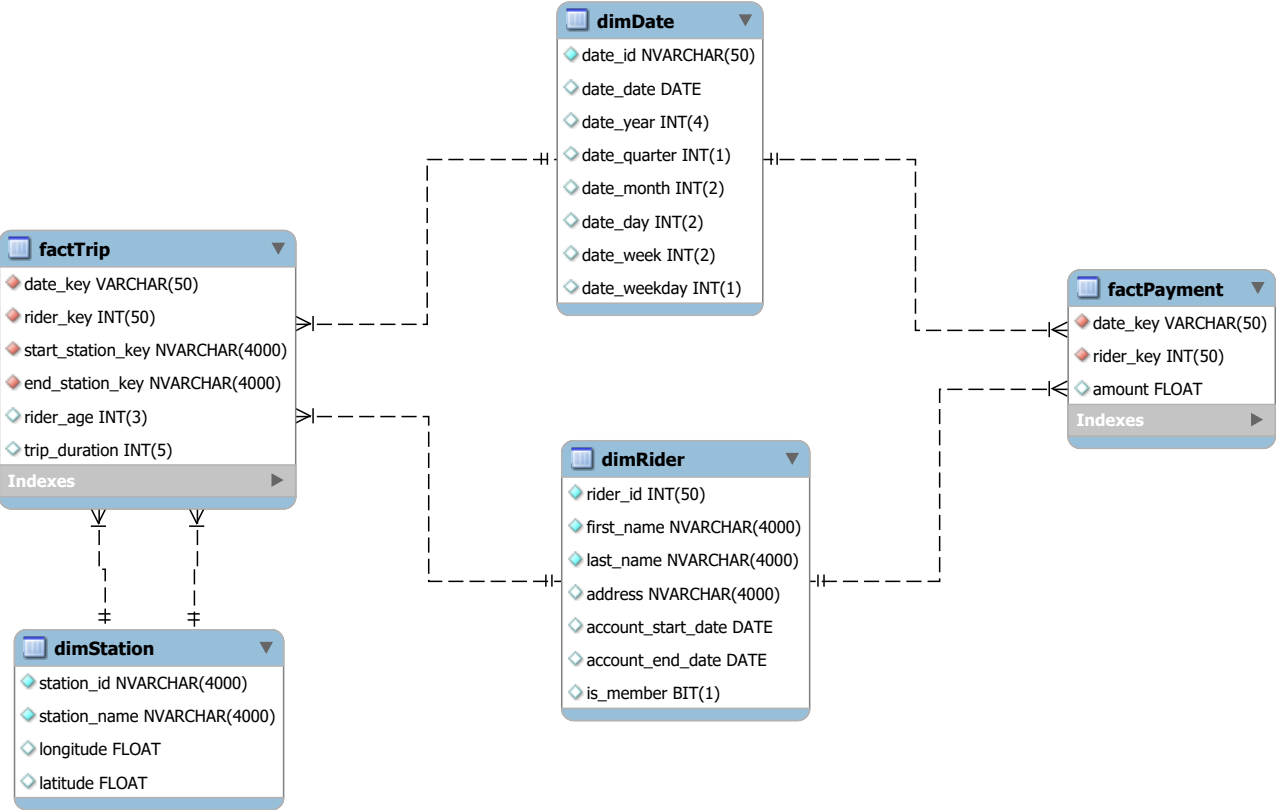 dimDate
date_id NVARCHAR(50)
date_date DATE
date_year INT(4)
date_quarter INT(1)
date_month INT(2)
date_day INT(2)
date_week INT(2)
date_weekday INT(1)
factTrip
date_key VARCHAR(50)
rider_key INT(50)
start_station_key NVARCHAR(4000)
end_station_key NVARCHAR(4000)
rider_age INT(3)
trip_duration INT(5)
Indexes
factPayment
date_key VARCHAR(50)
rider_key INT(50)
amount FLOAT
Indexes
dimRider
rider_id INT(50)
first_name NVARCHAR(4000)
last_name NVARCHAR(4000)
address NVARCHAR(4000)
account_start_date DATE
account_end_date DATE
is_member BIT(1)
dimStation
station_id NVARCHAR(4000)
station_name NVARCHAR(4000)
longitude FLOAT
latitude FLOAT